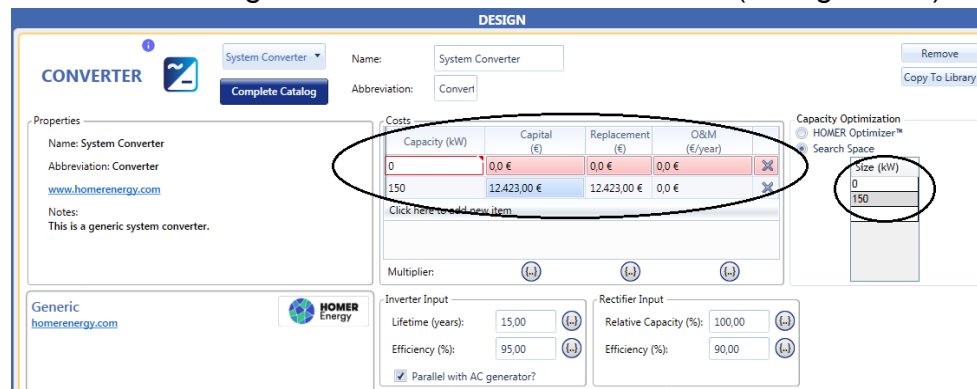 DESIGN
CONVERTER
System Converter
Complete Catalog
Name: System Converter
Abbreviation: Convert
Remove
Copy To Library
Properties
Name: System Converter
Abbreviation: Converter
www.homerenergy.com
Notes:
This is a generic system converter.
Costs
Capacity (kW) Capital (€) Replacement (€) O&M (€/year)
0 0,0 € 0,0 € 0,0 €
150 12.423,00 € 12.423,00 € 0,0 €
Click here to add new item
Multiplier: {..} {..} {..}
Capacity Optimization
HOMER Optimizer™
Search Space
Size (kW)
0
150
Generic
homerenergy.com
HOMER
Energy
Inverter Input
Lifetime (years): 15,00 {..}
Efficiency (%): 95,00 {..}
Parallel with AC generator?
Rectifier Input
Relative Capacity (%): 100,00 {..}
Efficiency (%): 90,00 {..}